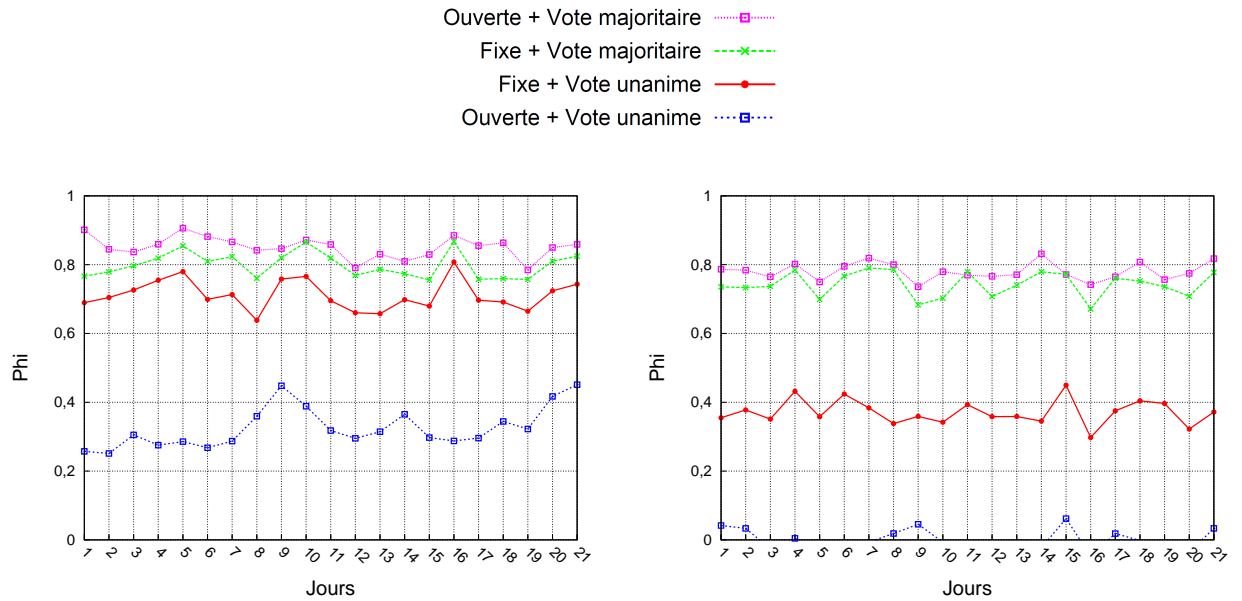 Ouverte + Vote majoritaire
Fixe + Vote majoritaire
Fixe + Vote unanime
Ouverte + Vote unanime
1
0,8
0,6
0,4
0,2
0
Phi
1 2 3 4 5 6 7 8 9 10 11 12 13 14 15 16 17 18 19 20 21
Jours
1
0,8
0,6
0,4
0,2
0
Phi
1 2 3 4 5 6 7 8 9 10 11 12 13 14 15 16 17 18 19 20 21
Jours